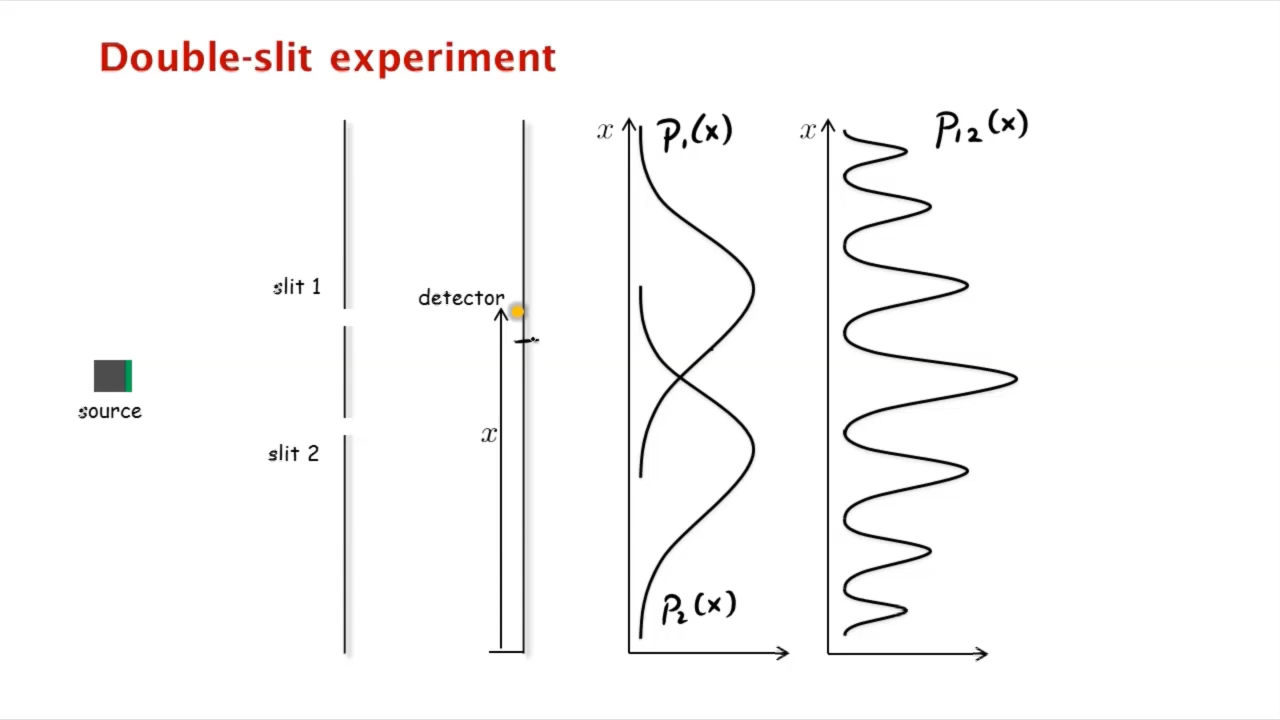 Double-slit experiment
x
P₁(x)
x
P₁₂(x)
slit 1
detector
source
x
slit 2
P₂(x)